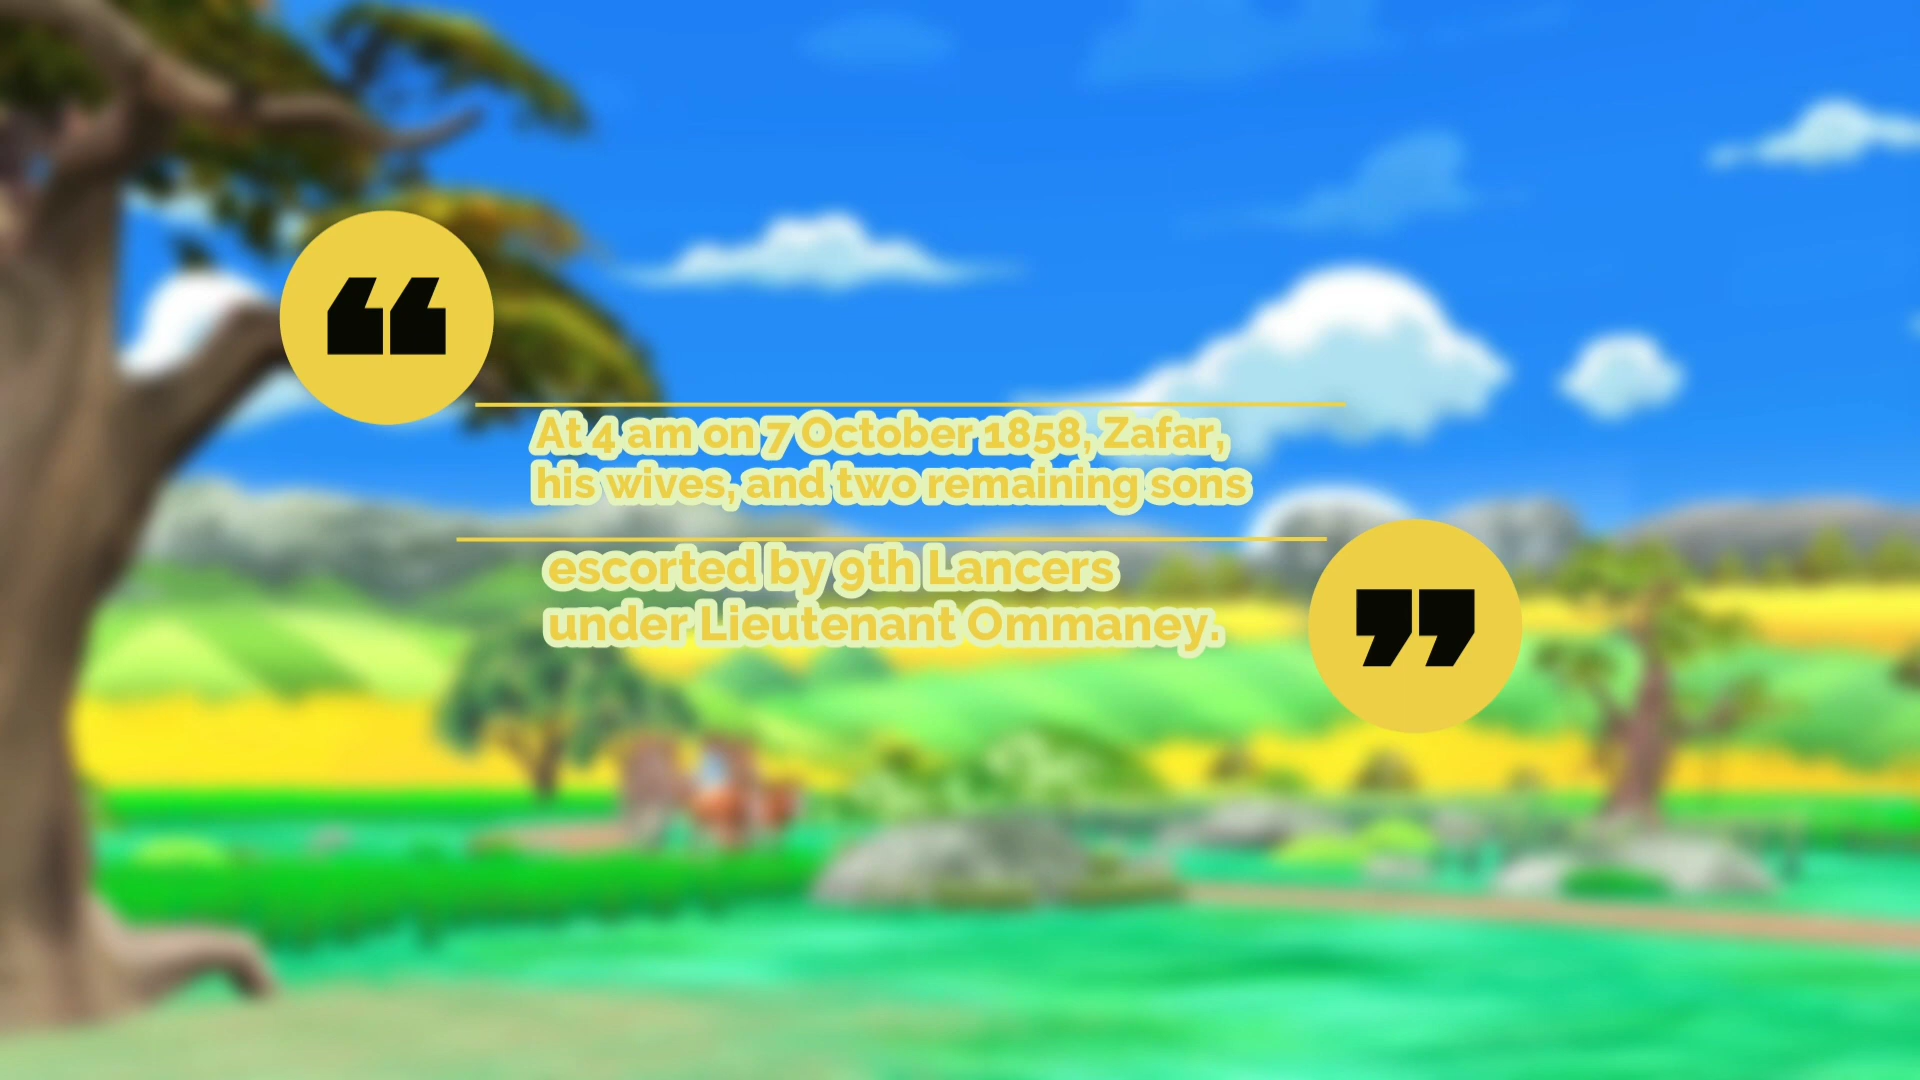 At 4 am on 7 October 1858, Zafar,
his wives, and two remaining sons
escorted by 9th Lancers
under Lieutenant Ommaney.